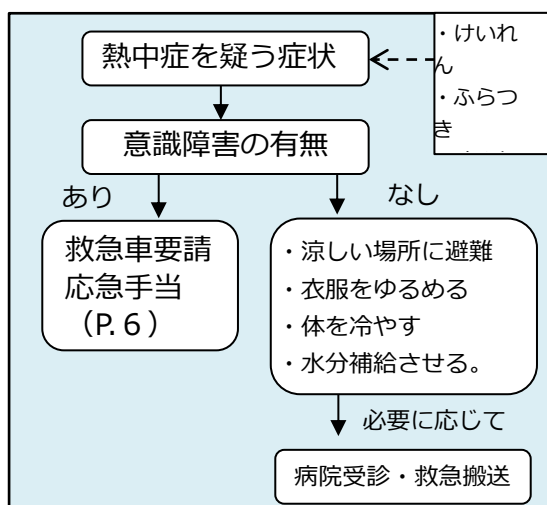 熱中症を疑う症状
・けいれ
ん
・ふらつ
き
意識障害の有無
あり
なし
救急車要請
応急手当
（P.６）
・涼しい場所に避難
・衣服をゆるめる
・体を冷やす
・水分補給させる。
必要に応じて
病院受診・救急搬送